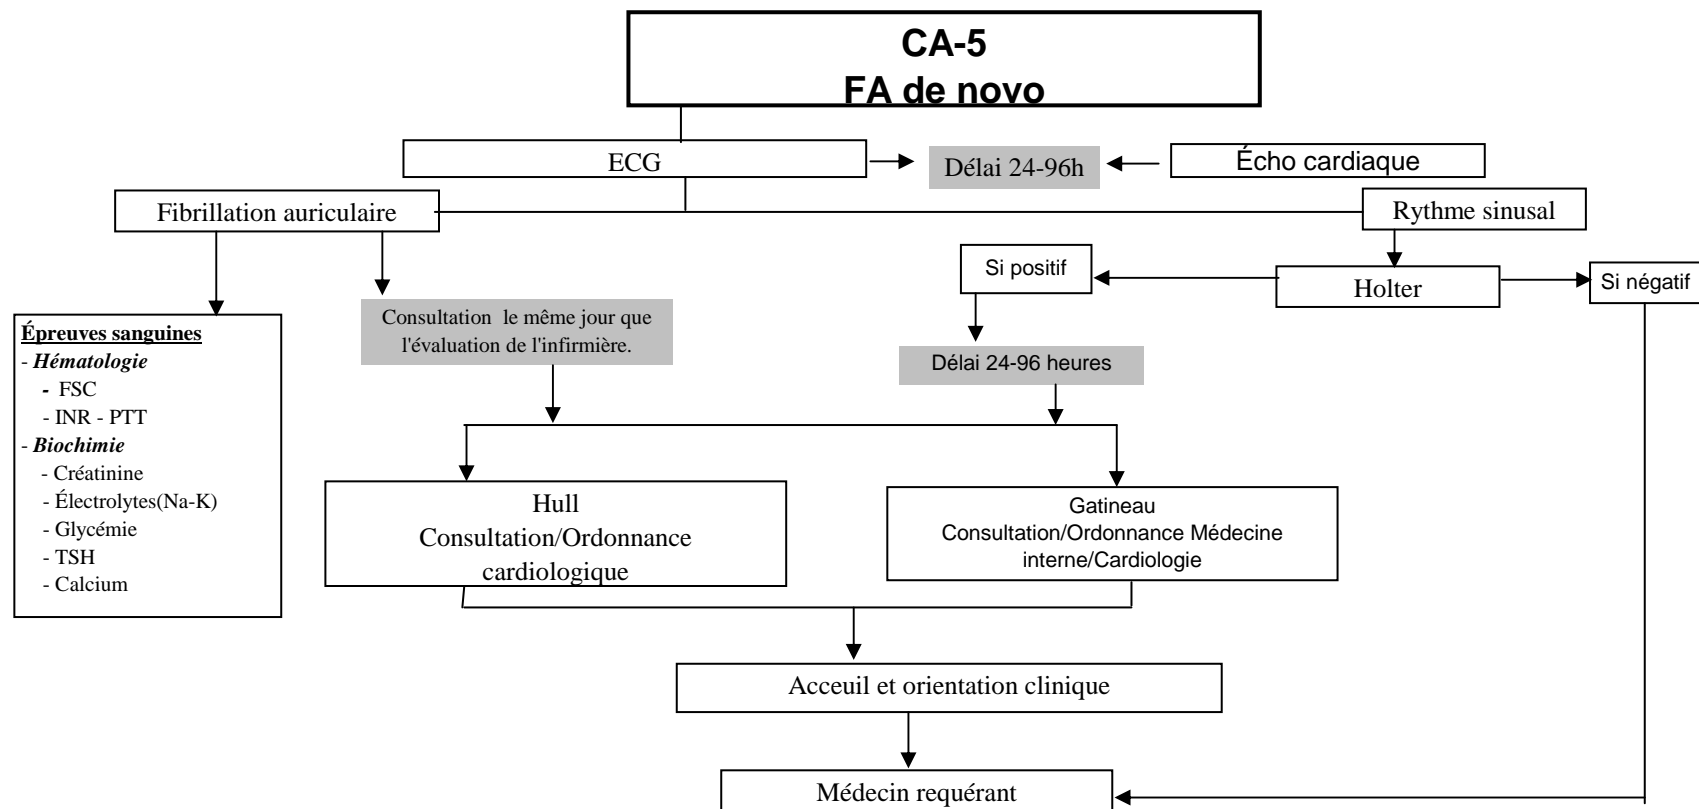 CA-5
FA de novo
ECG
Délai 24-96h
Écho cardiaque
Fibrillation auriculaire
Rythme sinusal
Si positif
Holter
Si négatif
Consultation le même jour que
l'évaluation de l'infirmière.
Délai 24-96 heures
Épreuves sanguines
- Hématologie
- FSC
- INR - PTT
- Biochimie
- Créatinine
- Électrolytes(Na-K)
- Glycémie
- TSH
- Calcium
Hull
Consultation/Ordonnance
cardiologique
Gatineau
Consultation/Ordonnance Médecine
interne/Cardiologie
Acceuil et orientation clinique
Médecin requérant